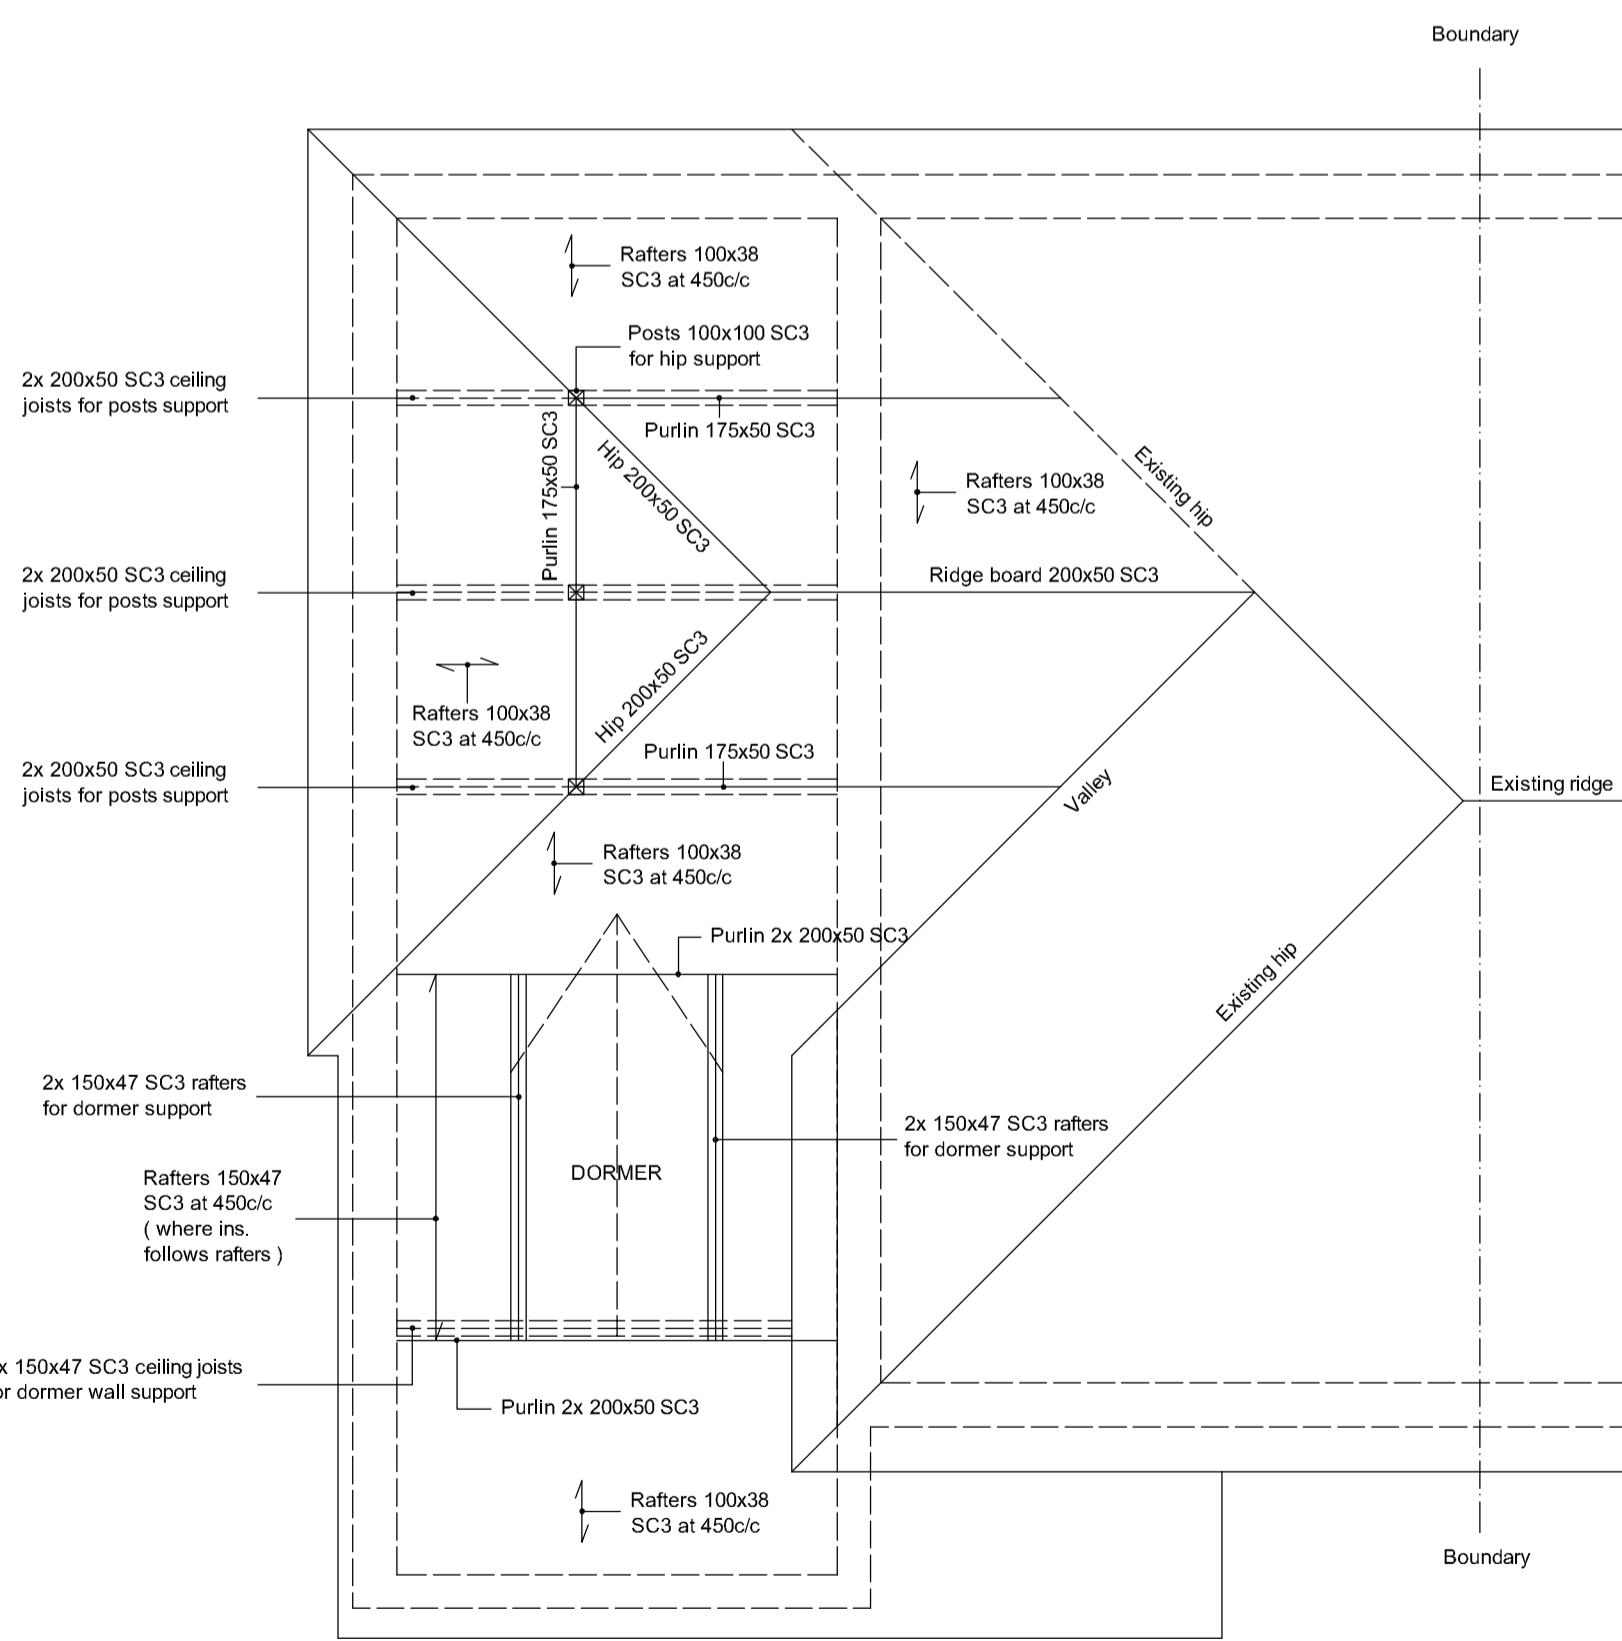 Boundary
Rafters 100x38
SC3 at 450c/c
Posts 100x100 SC3
for hip support
2x 200x50 SC3 ceiling
joists for posts support
Purlin 175x50 SC3
Purlin 175x50 SC3
Hip 200x50 SC3
Existing hip
Rafters 100x38
SC3 at 450c/c
2x 200x50 SC3 ceiling
joists for posts support
Ridge board 200x50 SC3
Hip 200x50 SC3
Rafters 100x38
SC3 at 450c/c
Purlin 175x50 SC3
2x 200x50 SC3 ceiling
joists for posts support
Valley
Existing ridge
Rafters 100x38
SC3 at 450c/c
Purlin 2x 200x50 SC3
Existing hip
2x 150x47 SC3 rafters
for dormer support
2x 150x47 SC3 rafters
for dormer support
DORMER
Rafters 150x47
SC3 at 450c/c
( where ins.
follows rafters )
x 150x47 SC3 ceiling joists
or dormer wall support
Purlin 2x 200x50 SC3
Rafters 100x38
SC3 at 450c/c
Boundary